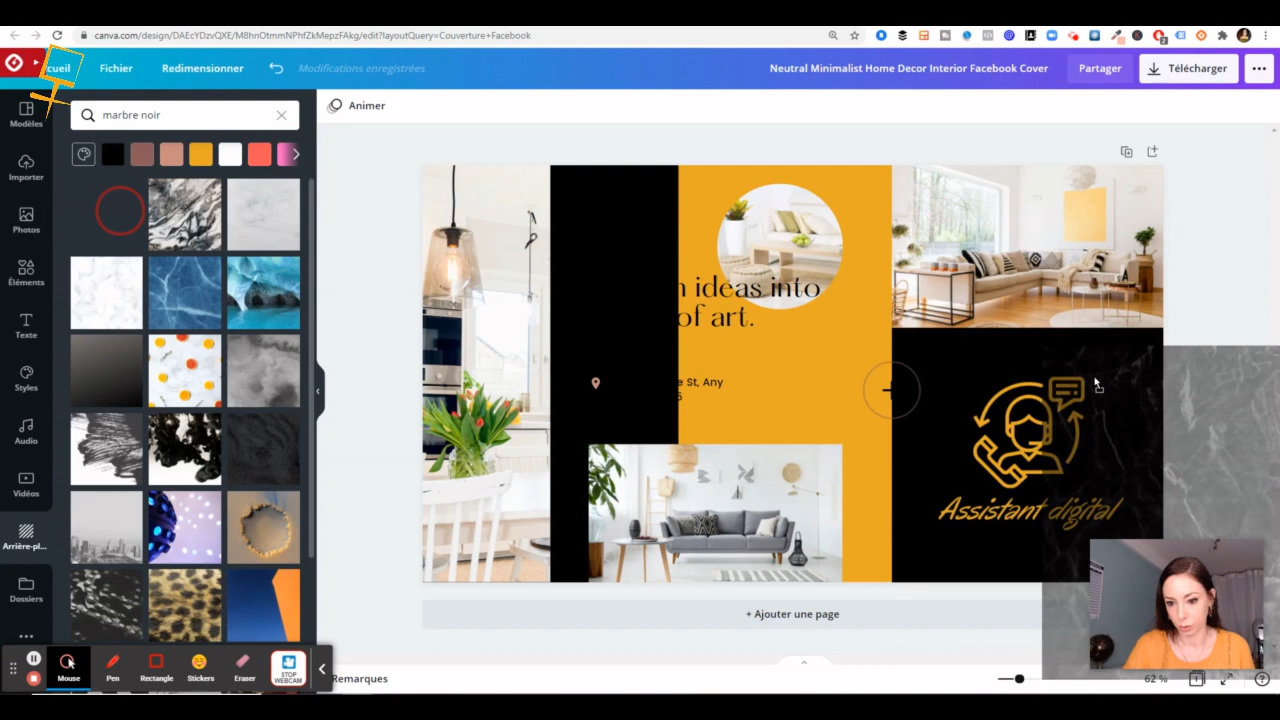 canva.com/design/DAEcYDzvQXE/M8hnOtmmNPhfZkMepzFAkg/edit?layoutQuery=Couverture+Facebook
cueil
Fichier
Redimensionner
Modifications enregistrées
Neutral Minimalist Home Decor Interior Facebook Cover
Partager
Télécharger
Modèles
Importer
Photos
Éléments
Texte
Styles
Audio
Vidéos
Arrière-pl...
Dossiers
marbre noir
Animer
n ideas into
of art.
e St, Any
Assistant digital
+ Ajouter une page
Remarques
62 %
1
Mouse
Pen
Rectangle
Stickers
Eraser
STOP
WEBCAM